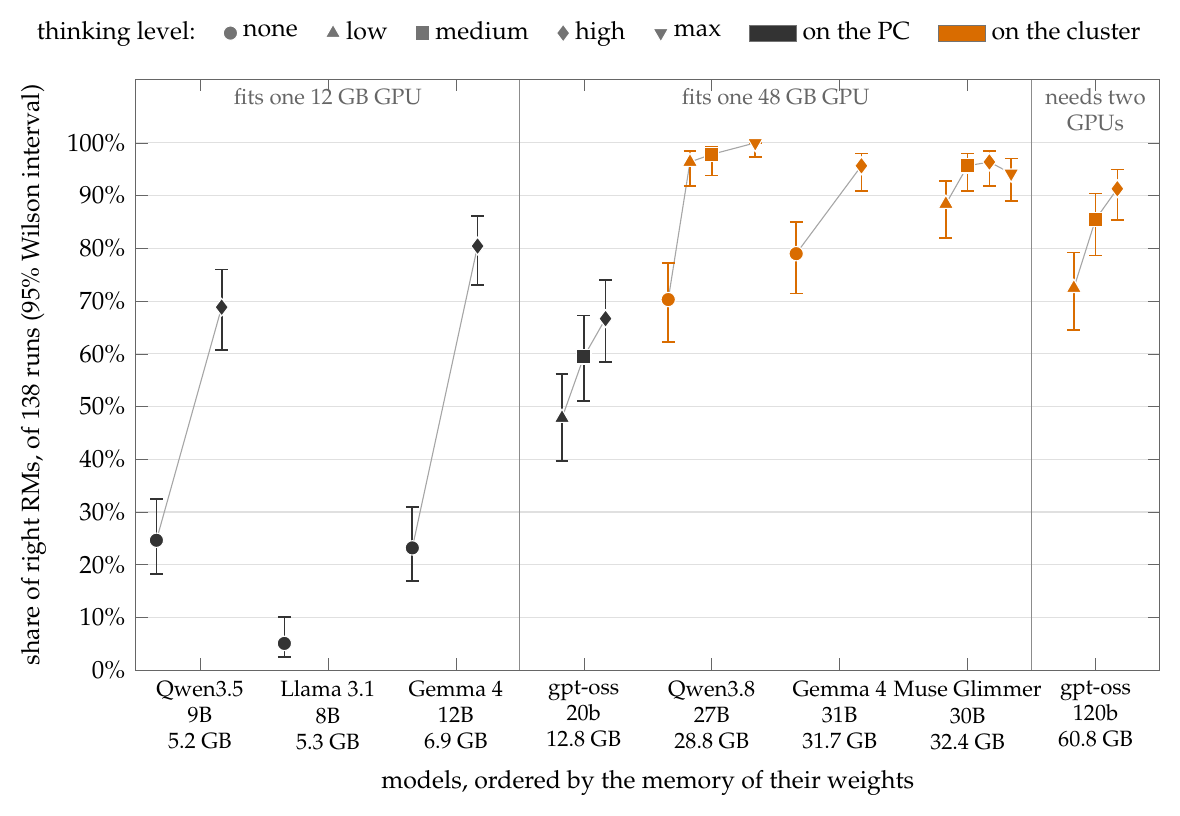 thinking level: none low medium high max on the PC on the cluster
fits one 12 GB GPU
fits one 48 GB GPU
needs two
GPUs
share of right RMs, of 138 runs (95% Wilson interval)
100%
90%
80%
70%
60%
50%
40%
30%
20%
10%
0%
Qwen3.5
9B
5.2 GB
Llama 3.1
8B
5.3 GB
Gemma 4
12B
6.9 GB
gpt-oss
20b
12.8 GB
Qwen3.8
27B
28.8 GB
Gemma 4
31B
31.7 GB
Muse Glimmer
30B
32.4 GB
gpt-oss
120b
60.8 GB
models, ordered by the memory of their weights